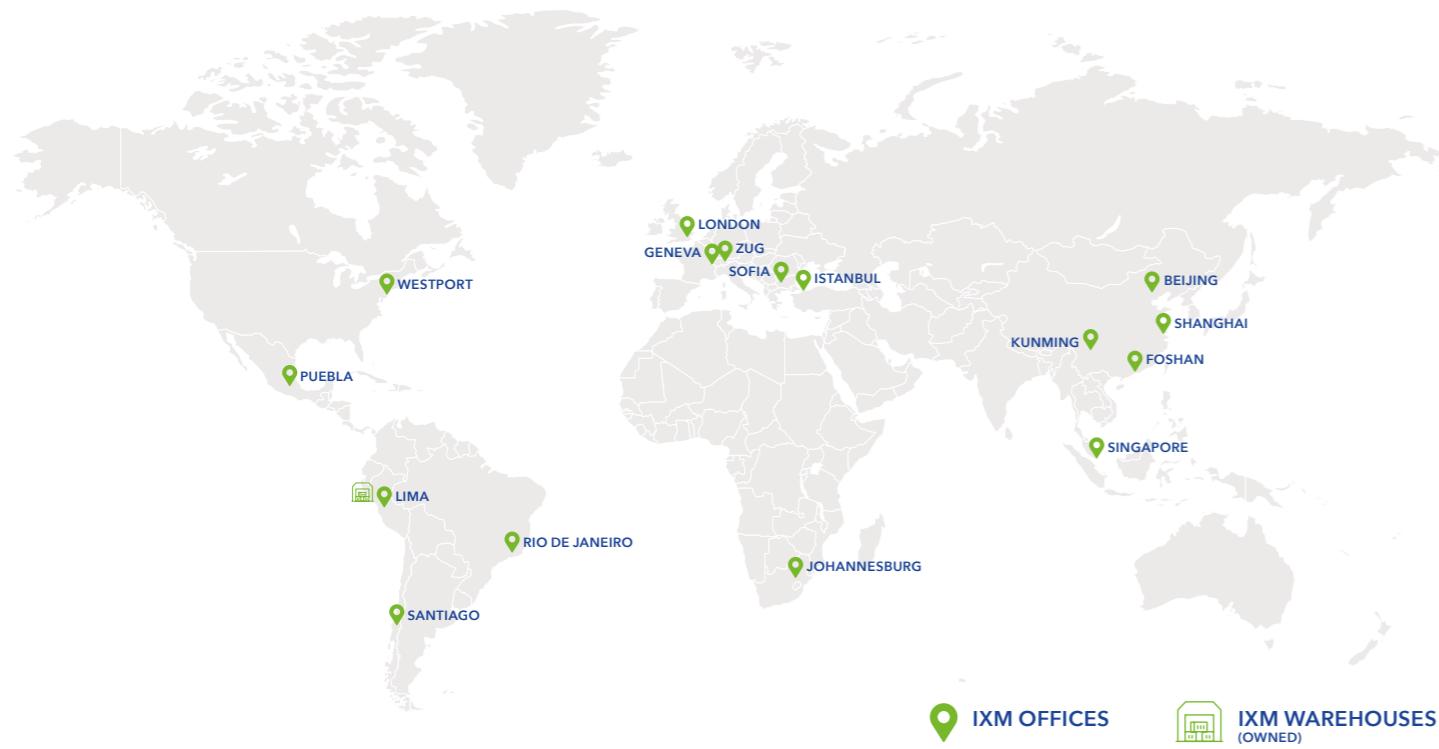 LONDON
GENEVA
ZUG
SOFIA
ISTANBUL
WESTPORT
BEIJING
SHANGHAI
KUNMING
FOSHAN
PUEBLA
SINGAPORE
LIMA
RIO DE JANEIRO
JOHANNESBURG
SANTIAGO
IXM OFFICES
IXM WAREHOUSES
(OWNED)